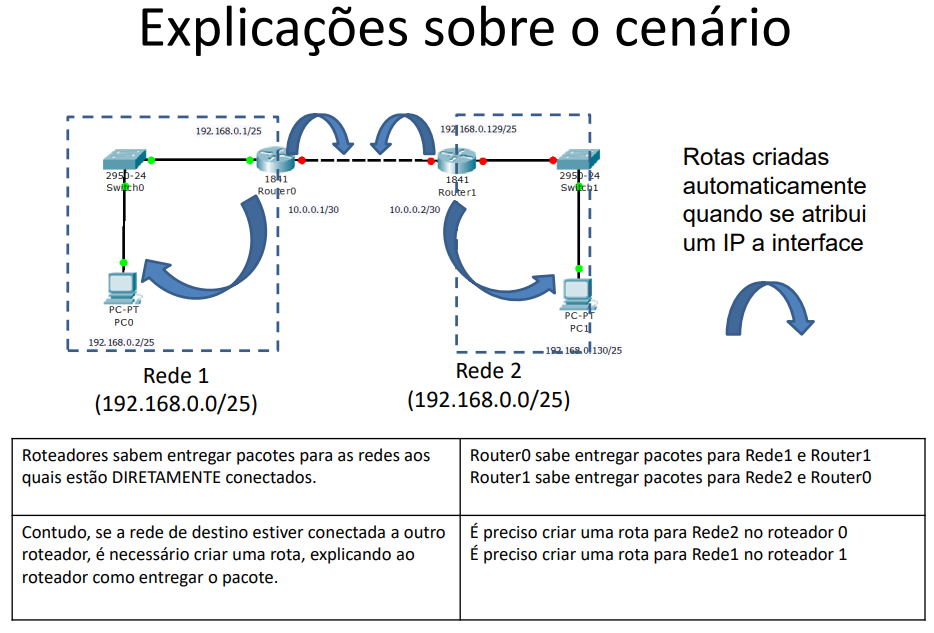 Explicações sobre o cenário
192.168.0.1/25
192.168.0.129/25
2950-24
Switch0
1841
Router0
1841
Router1
2950-24
Switch1
10.0.0.1/30
10.0.0.2/30
Rotas criadas
automaticamente
quando se atribui
um IP a interface
PC-PT
PC0
PC-PT
PC1
192.168.0.2/25
192.168.0.130/25
Rede 1
(192.168.0.0/25)
Rede 2
(192.168.0.0/25)
Roteadores sabem entregar pacotes para as redes aos
quais estão DIRETAMENTE conectados.
Router0 sabe entregar pacotes para Rede1 e Router1
Router1 sabe entregar pacotes para Rede2 e Router0
Contudo, se a rede de destino estiver conectada a outro
roteador, é necessário criar uma rota, explicando ao
roteador como entregar o pacote.
É preciso criar uma rota para Rede2 no roteador 0
É preciso criar uma rota para Rede1 no roteador 1